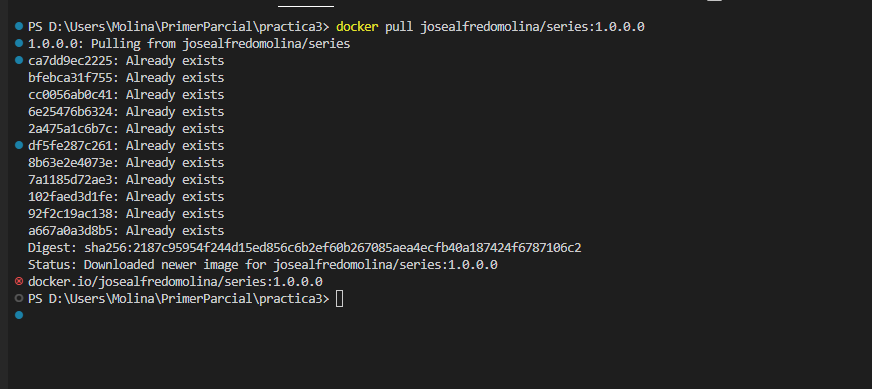 PS D:\Users\Molina\PrimerParcial\practica3> docker pull josealfredomolina/series:1.0.0.0
1.0.0.0: Pulling from josealfredomolina/series
ca7dd9ec2225: Already exists
bfebca31f755: Already exists
cc0056ab0c41: Already exists
6e25476b6324: Already exists
2a475a1c6b7c: Already exists
df5fe287c261: Already exists
8b63e2e4073e: Already exists
7a1185d72ae3: Already exists
102faed3d1fe: Already exists
92f2c19ac138: Already exists
a667a0a3d8b5: Already exists
Digest: sha256:2187c95954f244d15ed856c6b2ef60b267085aea4ecfb40a187424f6787106c2
Status: Downloaded newer image for josealfredomolina/series:1.0.0.0
docker.io/josealfredomolina/series:1.0.0.0
PS D:\Users\Molina\PrimerParcial\practica3>